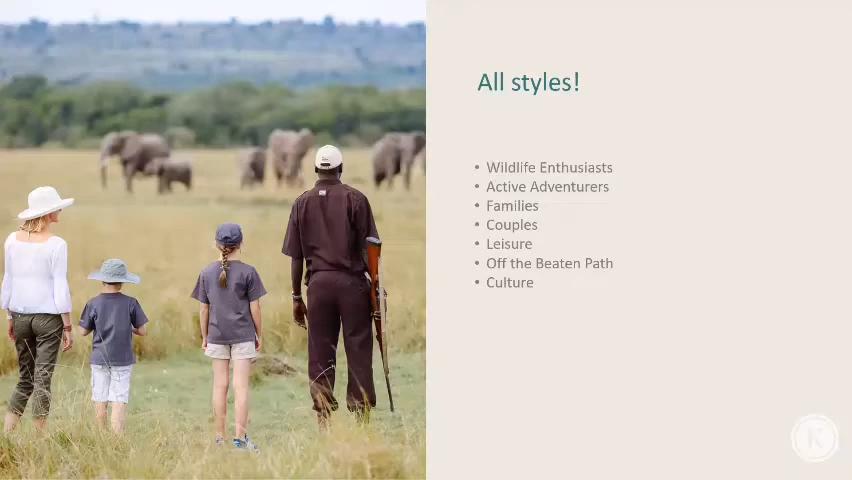 All styles!
• Wildlife Enthusiasts
• Active Adventurers
• Families
• Couples
• Leisure
• Off the Beaten Path
• Culture
K